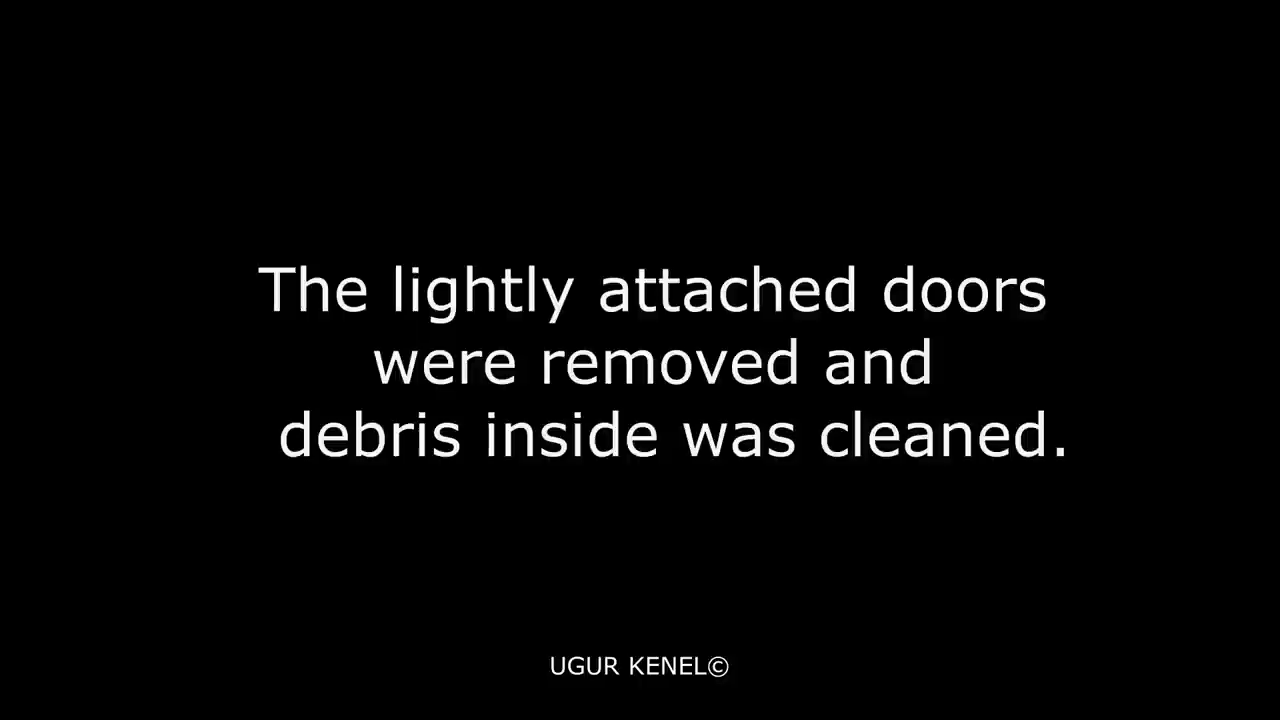 The lightly attached doors
were removed and
debris inside was cleaned.
UGUR KENEL©